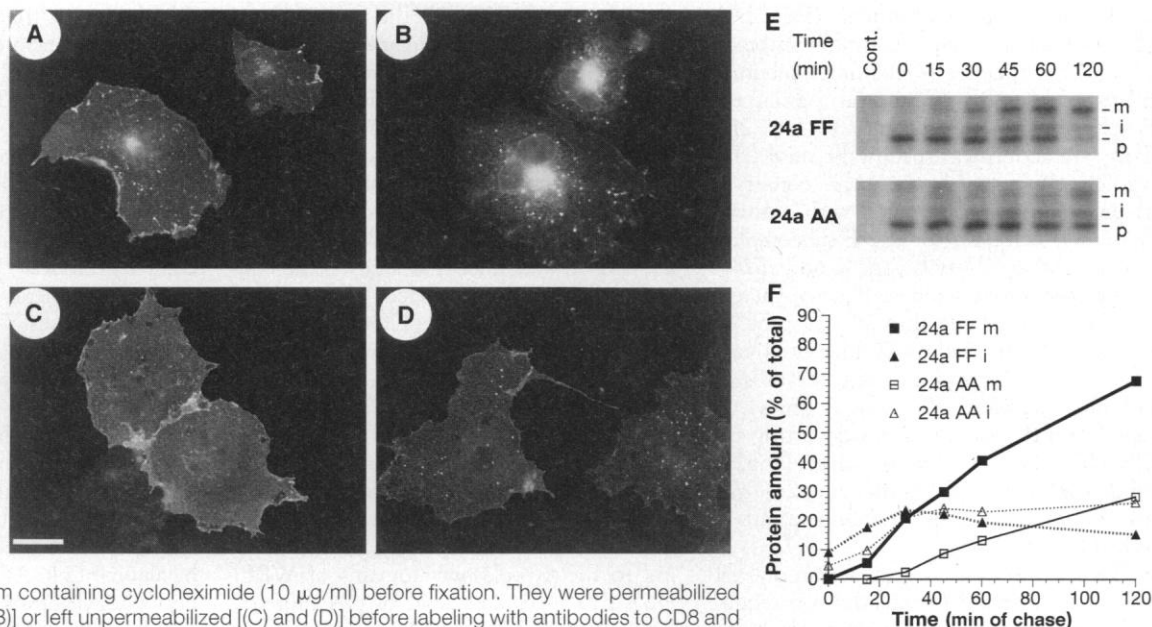 A
B
C
D
E
Time
(min)
Cont.
0 15 30 45 60 120
24a FF
m
i
p
24a AA
m
i
p
F
90
80
70
60
50
40
30
20
10
0
Protein amount (% of total)
24a FF m
24a FF i
24a AA m
24a AA i
0 20 40 60 80 100 120
Time (min of chase)
m containing cycloheximide (10 μg/ml) before fixation. They were permeabilized
3)] or left unpermeabilized [(C) and (D)] before labeling with antibodies to CD8 and